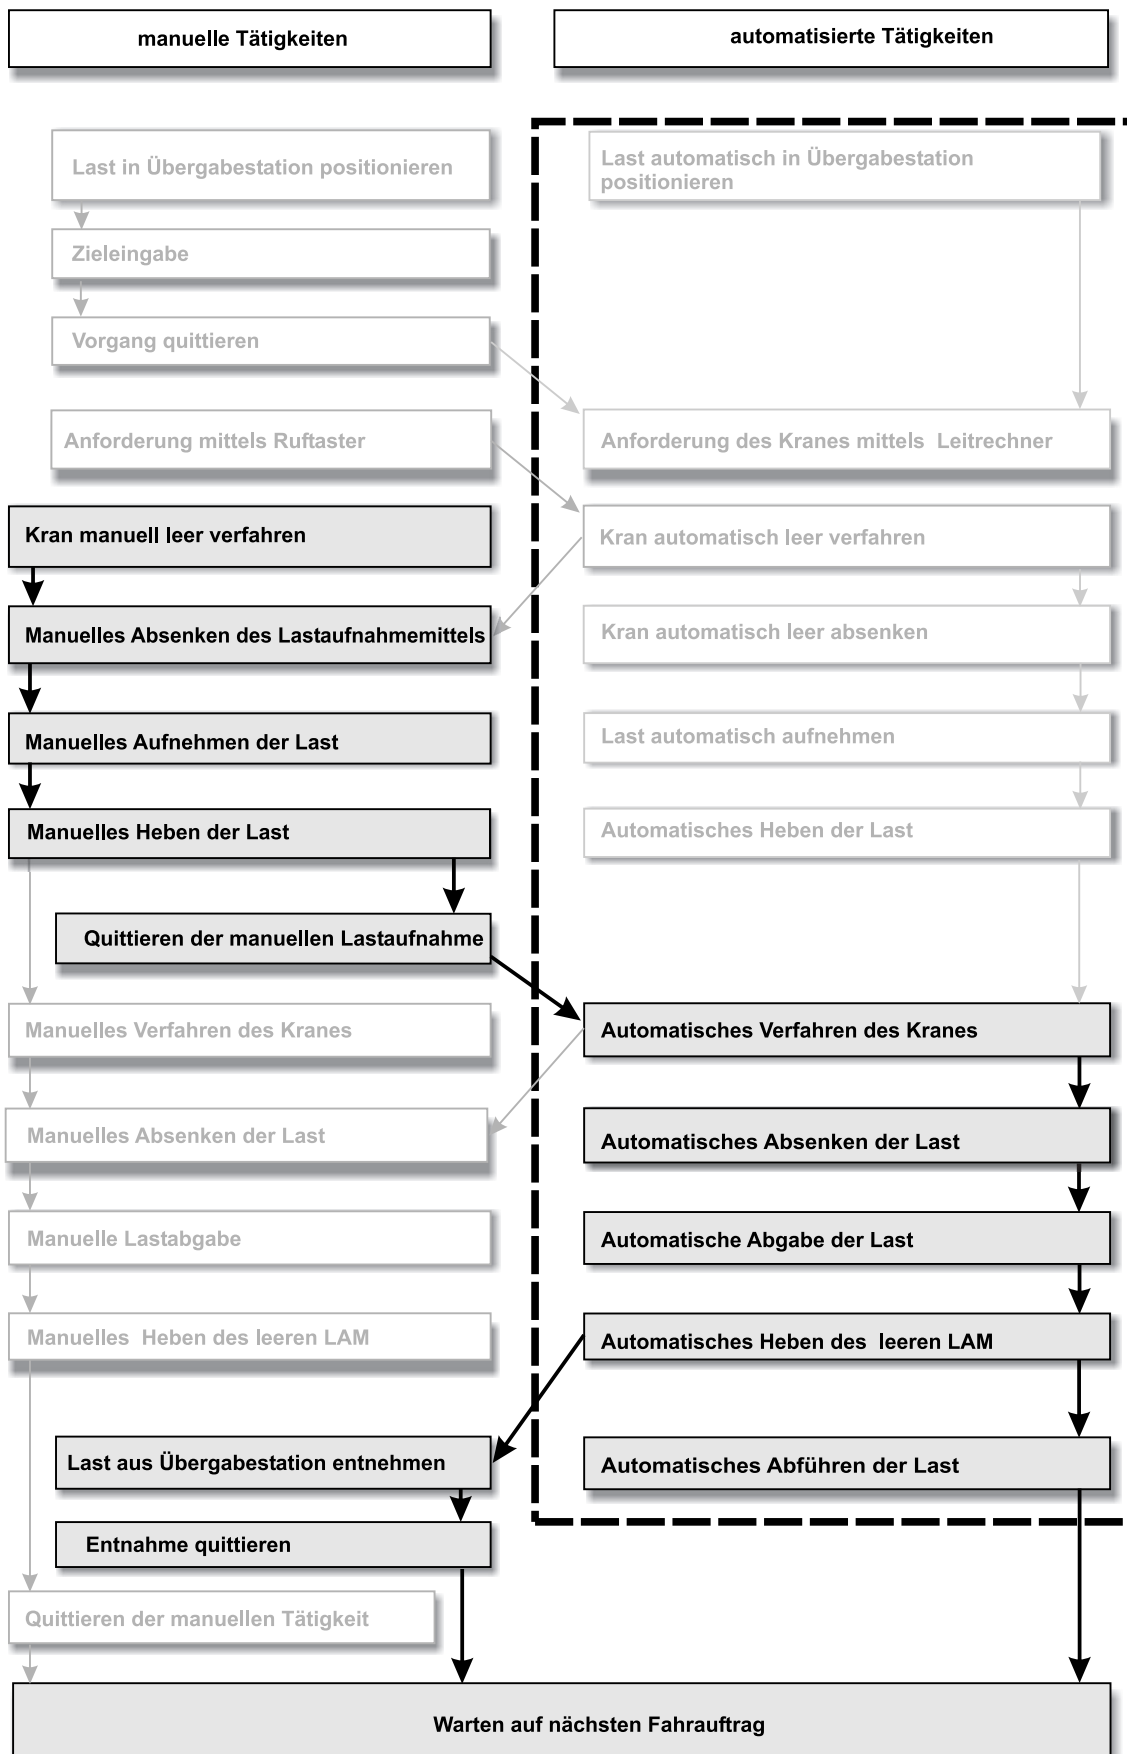 manuelle Tätigkeiten
automatisierte Tätigkeiten
Last in Übergabestation positionieren
Last automatisch in Übergabestation
positionieren
Zieleingabe
Vorgang quittieren
Anforderung mittels Ruftaster
Anforderung des Kranes mittels Leitrechner
Kran manuell leer verfahren
Kran automatisch leer verfahren
Manuelles Absenken des Lastaufnahmemittels
Kran automatisch leer absenken
Manuelles Aufnehmen der Last
Last automatisch aufnehmen
Manuelles Heben der Last
Automatisches Heben der Last
Quittieren der manuellen Lastaufnahme
Manuelles Verfahren des Kranes
Automatisches Verfahren des Kranes
Manuelles Absenken der Last
Automatisches Absenken der Last
Manuelle Lastabgabe
Automatische Abgabe der Last
Manuelles Heben des leeren LAM
Automatisches Heben des leeren LAM
Last aus Übergabestation entnehmen
Automatisches Abführen der Last
Entnahme quittieren
Quittieren der manuellen Tätigkeit
Warten auf nächsten Fahrauftrag